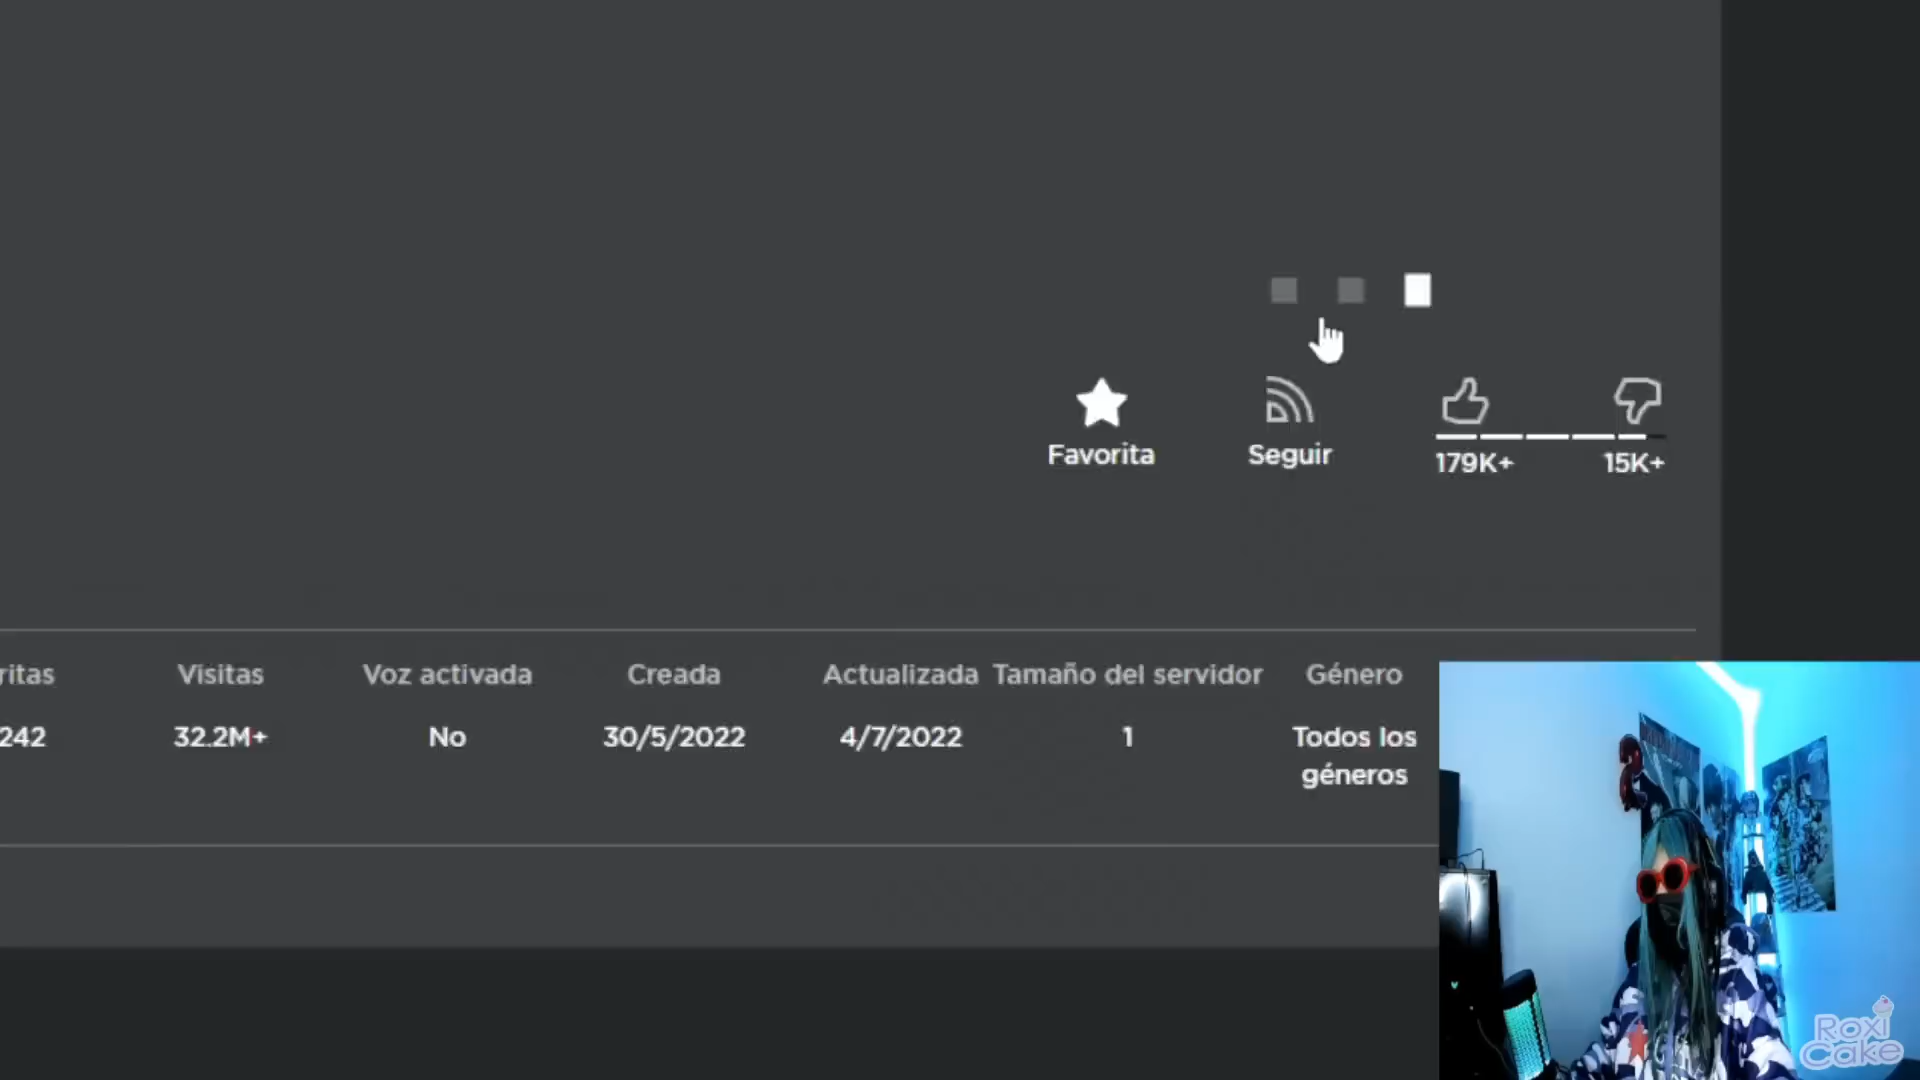 Favorita Seguir 179K+ 15K+
ritas Visitas Voz activada Creada Actualizada Tamaño del servidor Género
242 32.2M+ No 30/5/2022 4/7/2022 1 Todos los
géneros
Roxi
Cake